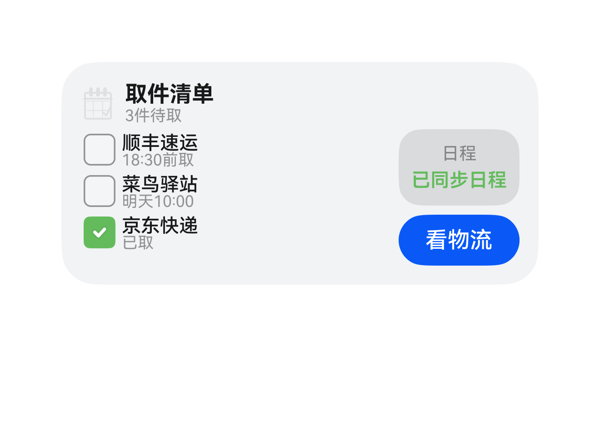 取件清单
3件待取
顺丰速运
18:30前取
菜鸟驿站
明天10:00
京东快递
已取
日程
已同步日程
看物流